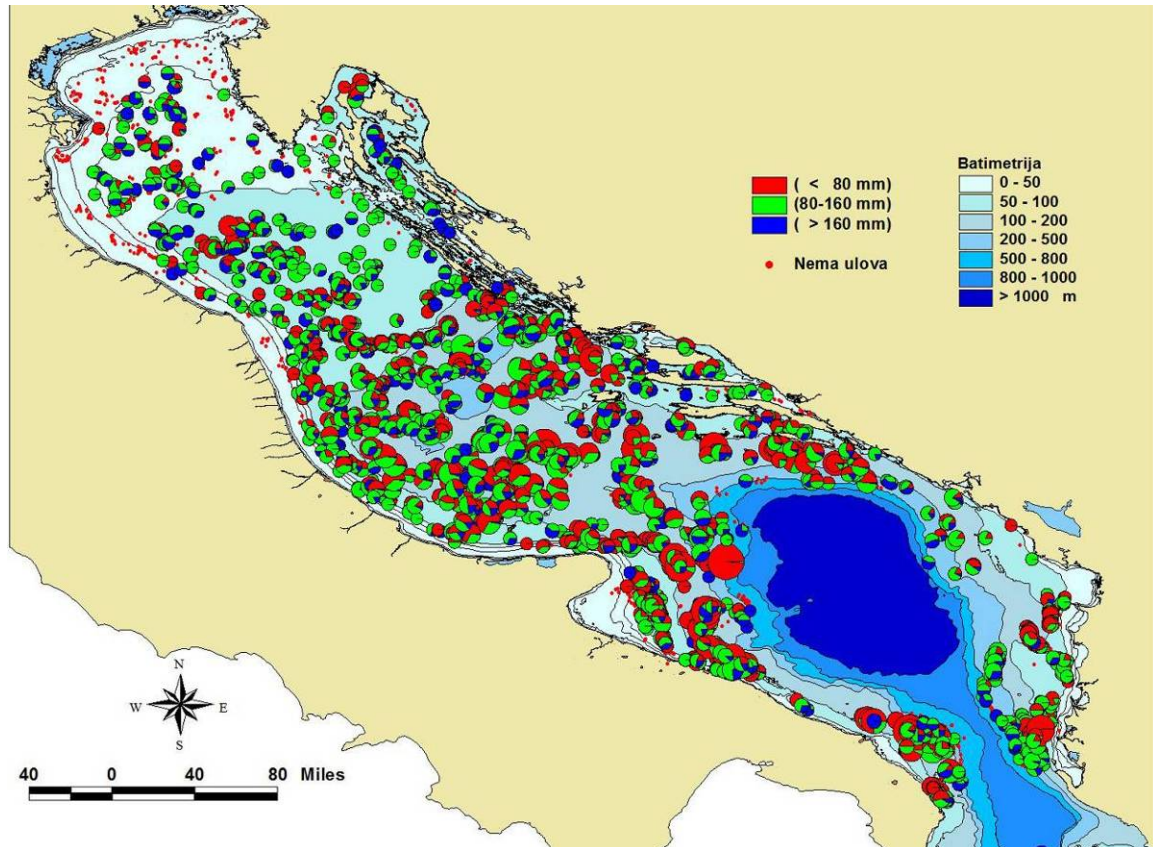 ( < 80 mm)
(80-160 mm)
( > 160 mm)
Nema ulova
Batimetrija
0 - 50
50 - 100
100 - 200
200 - 500
500 - 800
800 - 1000
> 1000 m
N
W E
S
40 0 40 80 Miles